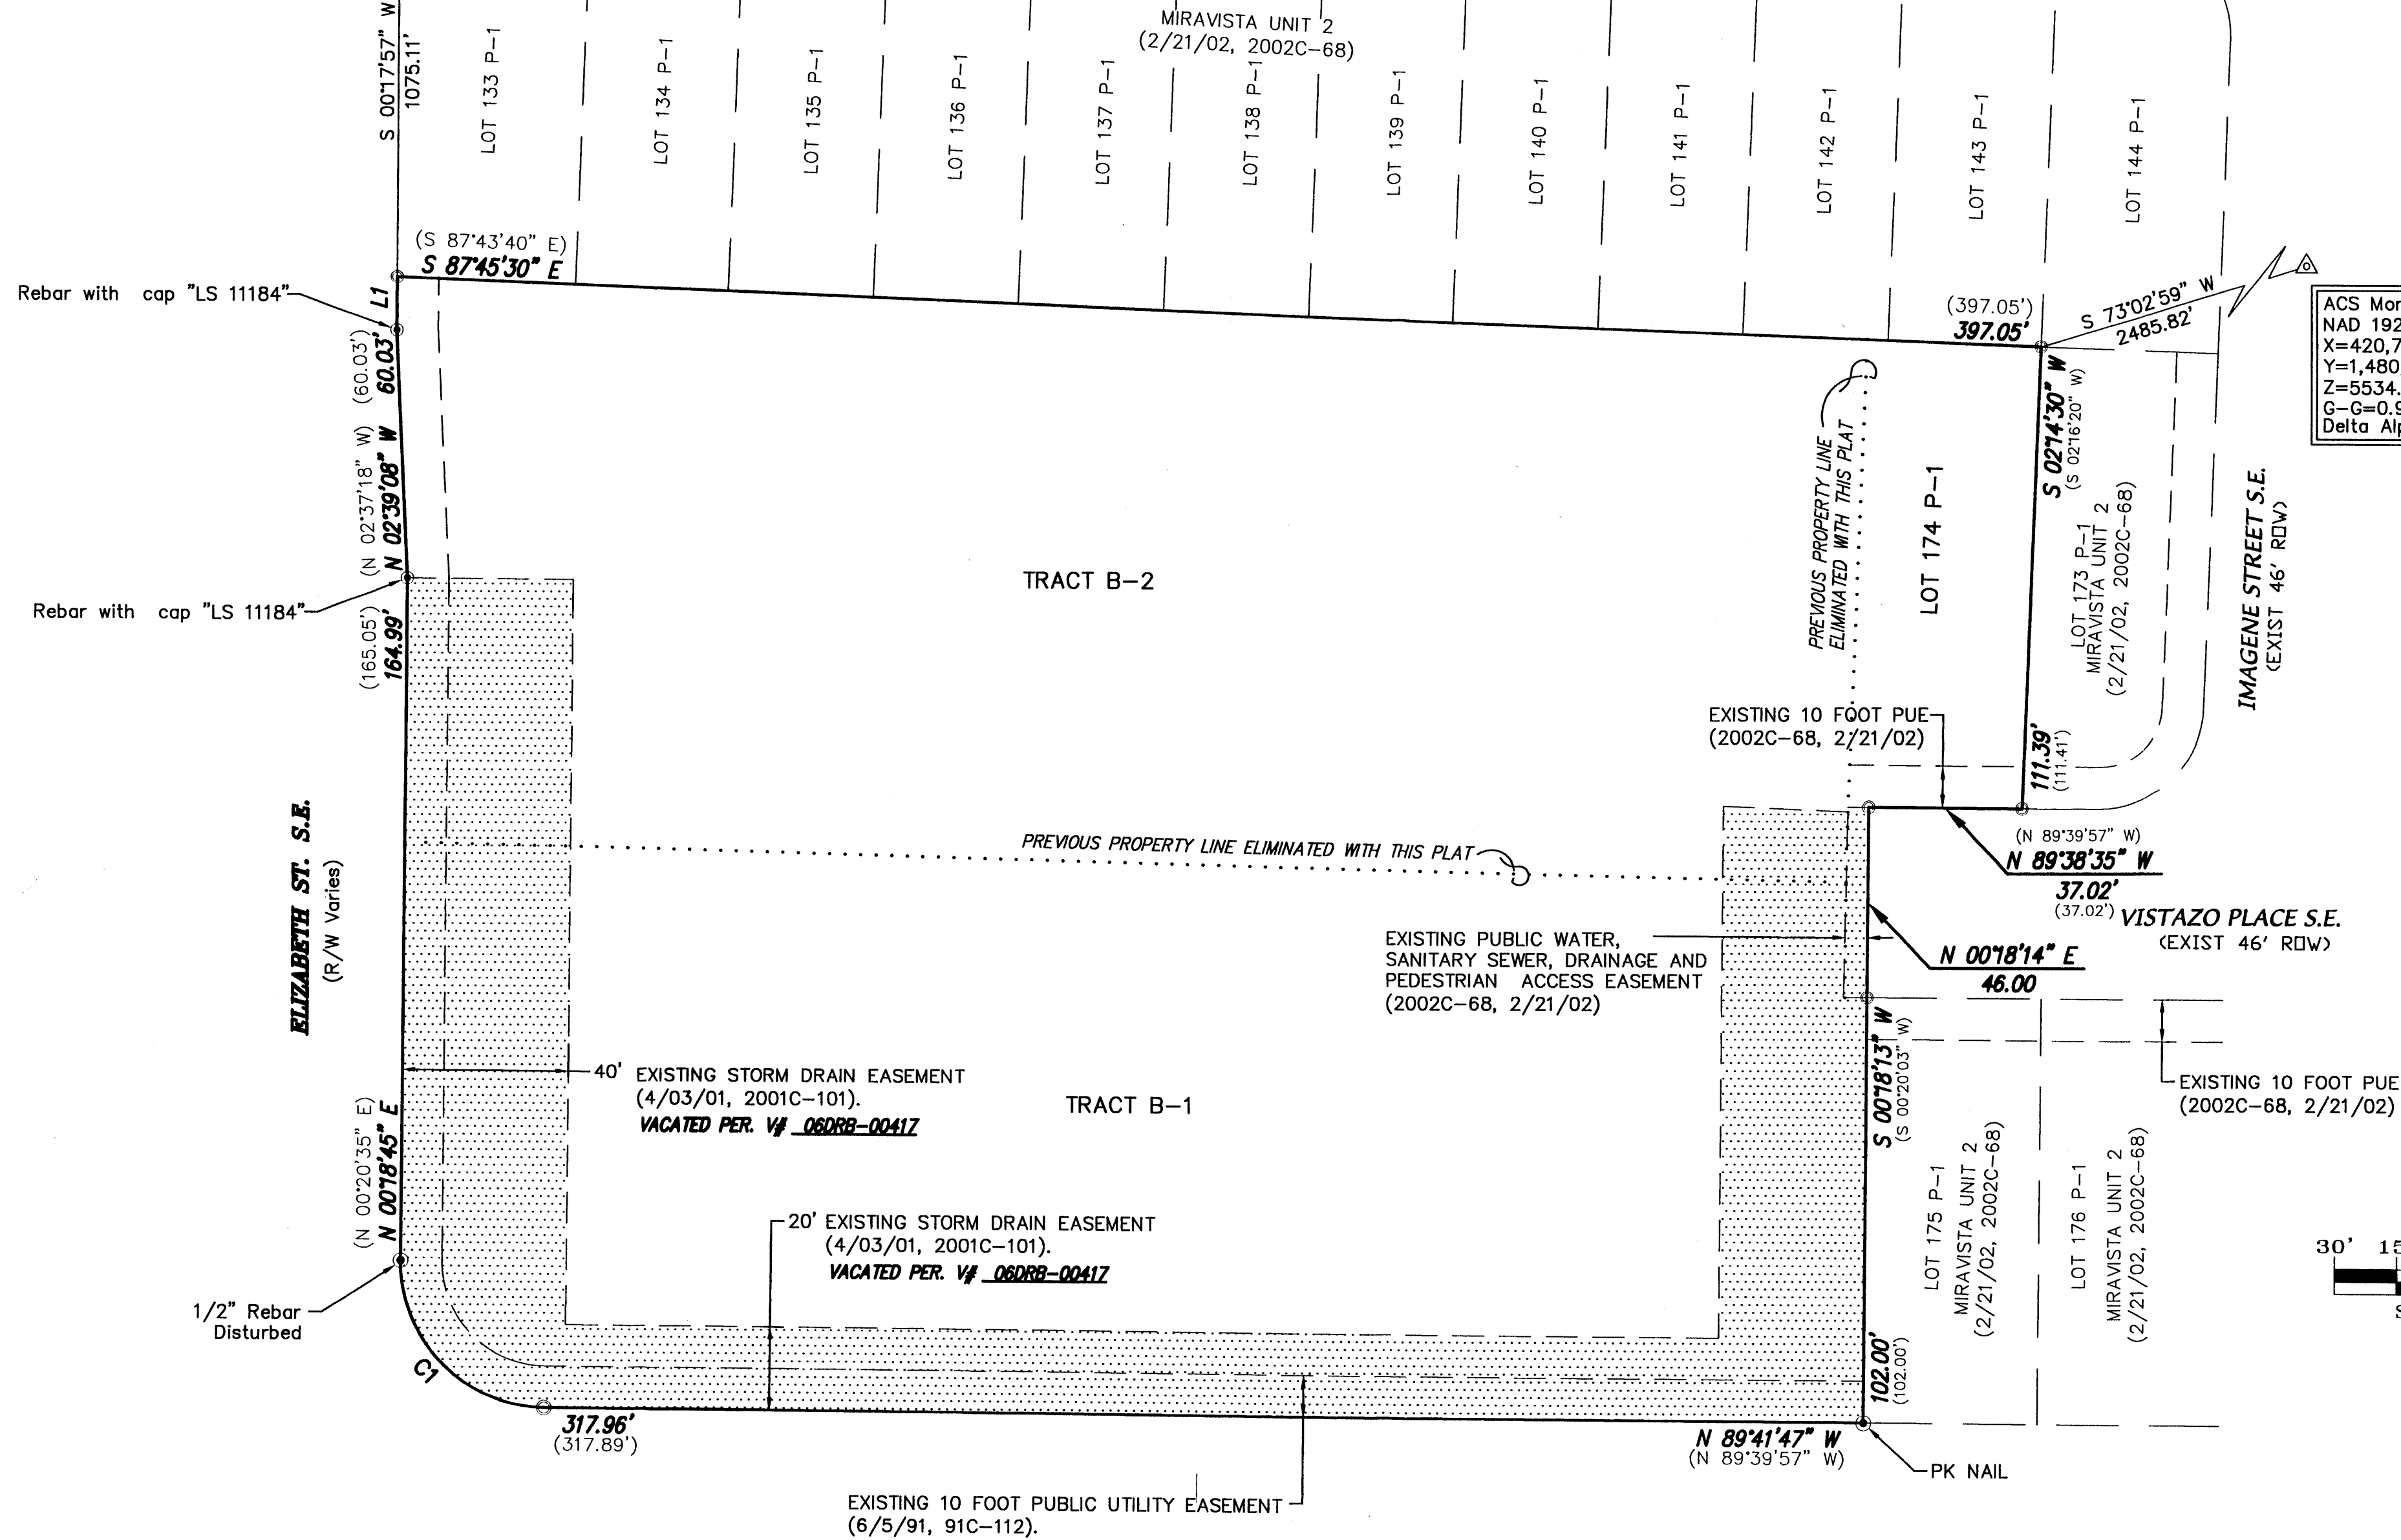 MIRAVISTA UNIT 2
(2/21/02, 2002C-68)
S 00°17'57" W
1075.11'
LOT 133 P-1
LOT 134 P-1
LOT 135 P-1
LOT 136 P-1
LOT 137 P-1
LOT 138 P-1
LOT 139 P-1
LOT 140 P-1
LOT 141 P-1
LOT 142 P-1
LOT 143 P-1
LOT 144 P-1
(S 87°43'40" E)
S 87°45'30" E
Rebar with cap "LS 11184"
L1
(60.03')
60.03'
(N 02°37'18" W)
N 02°39'08" W
(397.05')
397.05'
S 73°02'59" W
2485.82'
ACS Mor
NAD 192
X=420,7
Y=1,480
Z=5534.
G-G=0.9
Delta Alp
S 02°14'30" W
(S 02°16'20" W)
PREVIOUS PROPERTY LINE
ELIMINATED WITH THIS PLAT
LOT 174 P-1
LOT 173 P-1
MIRAVISTA UNIT 2
(2/21/02, 2002C-68)
IMAGENE STREET S.E.
(EXIST 46' ROW)
TRACT B-2
Rebar with cap "LS 11184"
(165.05')
164.99'
EXISTING 10 FOOT PUE
(2002C-68, 2/21/02)
111.39'
(111.41')
(N 89°39'57" W)
N 89°38'35" W
37.02'
(37.02')
VISTAZO PLACE S.E.
(EXIST 46' ROW)
PREVIOUS PROPERTY LINE ELIMINATED WITH THIS PLAT
ELIZABETH ST. S.E.
(R/W Varies)
EXISTING PUBLIC WATER,
SANITARY SEWER, DRAINAGE AND
PEDESTRIAN ACCESS EASEMENT
(2002C-68, 2/21/02)
N 00°18'14" E
46.00
S 00°18'13" W
(S 00°20'03" W)
40' EXISTING STORM DRAIN EASEMENT
(4/03/01, 2001C-101).
VACATED PER. V# 06DRB-00417
TRACT B-1
EXISTING 10 FOOT PUE
(2002C-68, 2/21/02)
(N 00°20'35" E)
N 00°18'45" E
20' EXISTING STORM DRAIN EASEMENT
(4/03/01, 2001C-101).
VACATED PER. V# 06DRB-00417
LOT 175 P-1
MIRAVISTA UNIT 2
(2/21/02, 2002C-68)
LOT 176 P-1
MIRAVISTA UNIT 2
(2/21/02, 2002C-68)
30' 15
S
1/2" Rebar
Disturbed
C1
102.00'
(102.00')
317.96'
(317.89')
N 89°41'47" W
(N 89°39'57" W)
PK NAIL
EXISTING 10 FOOT PUBLIC UTILITY EASEMENT
(6/5/91, 91C-112).